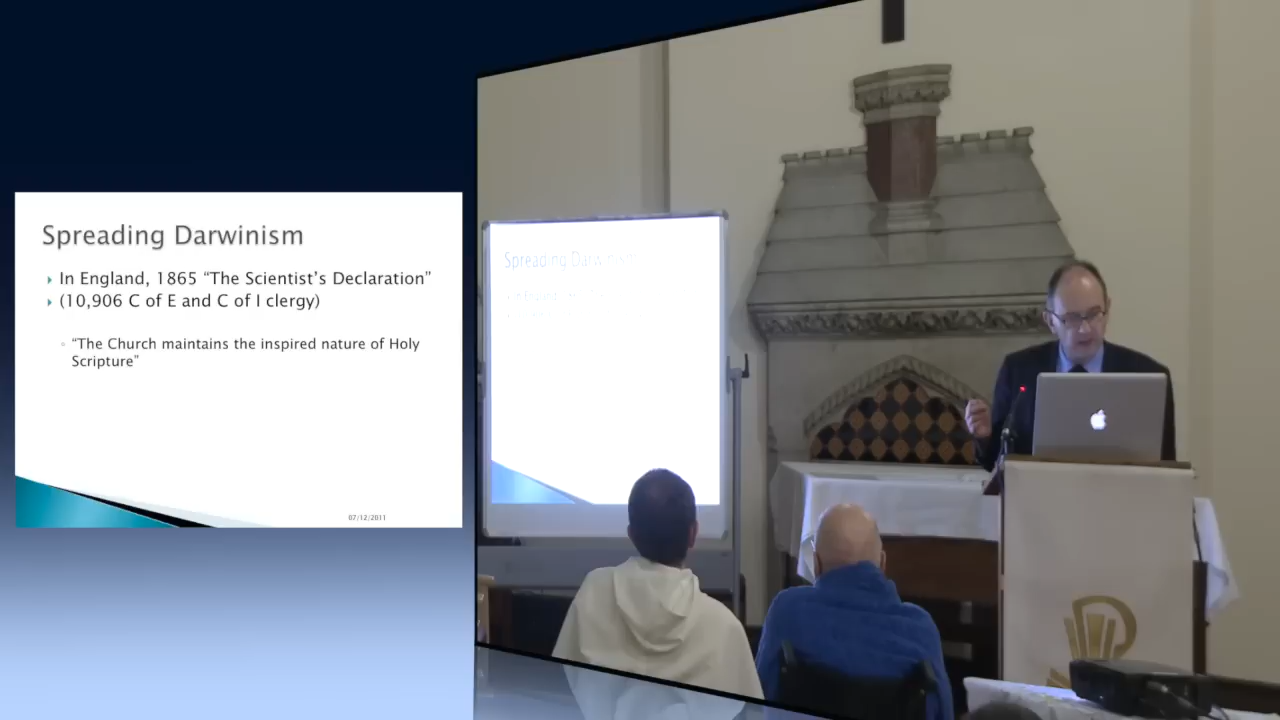 Spreading Darwinism
In England, 1865 “The Scientist’s Declaration”
(10,906 C of E and C of I clergy)
“The Church maintains the inspired nature of Holy
Scripture”
07/12/2011
Spreading Darwinism